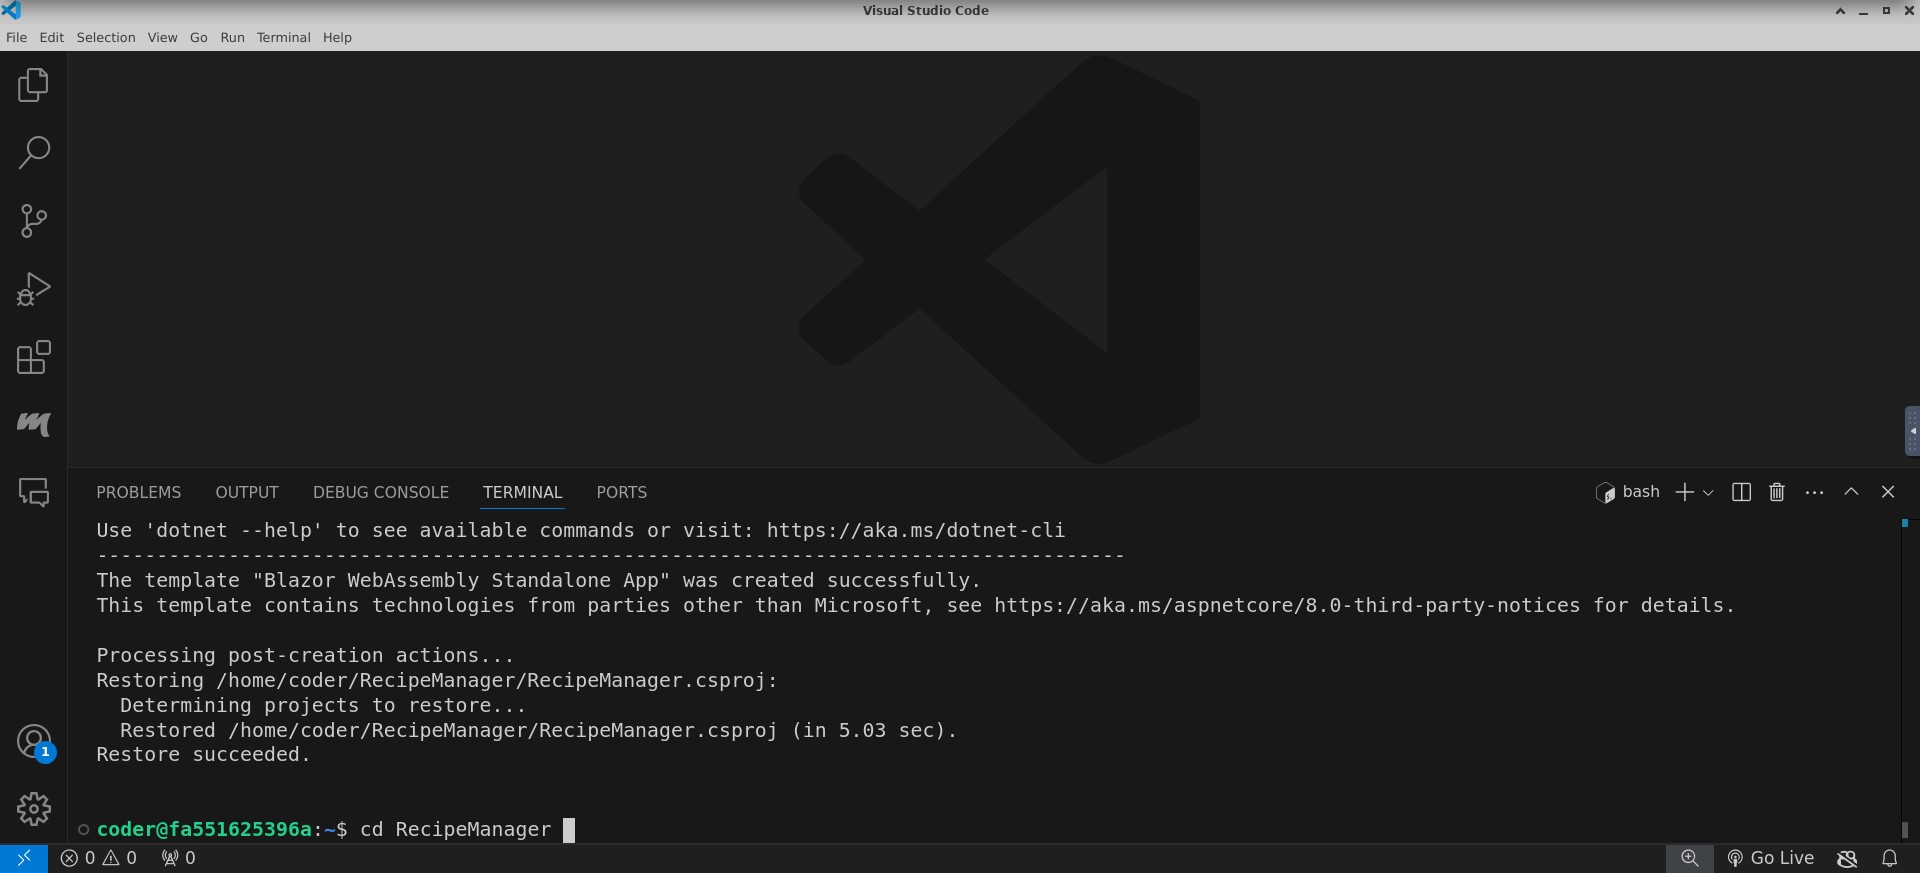 Visual Studio Code
File Edit Selection View Go Run Terminal Help
PROBLEMS OUTPUT DEBUG CONSOLE TERMINAL PORTS
bash
Use 'dotnet --help' to see available commands or visit: https://aka.ms/dotnet-cli
--------------------------------------------------------------------------------------
The template "Blazor WebAssembly Standalone App" was created successfully.
This template contains technologies from parties other than Microsoft, see https://aka.ms/aspnetcore/8.0-third-party-notices for details.
Processing post-creation actions...
Restoring /home/coder/RecipeManager/RecipeManager.csproj:
Determining projects to restore...
Restored /home/coder/RecipeManager/RecipeManager.csproj (in 5.03 sec).
Restore succeeded.
1
coder@fa551625396a:~$ cd RecipeManager
0 0 0 Go Live